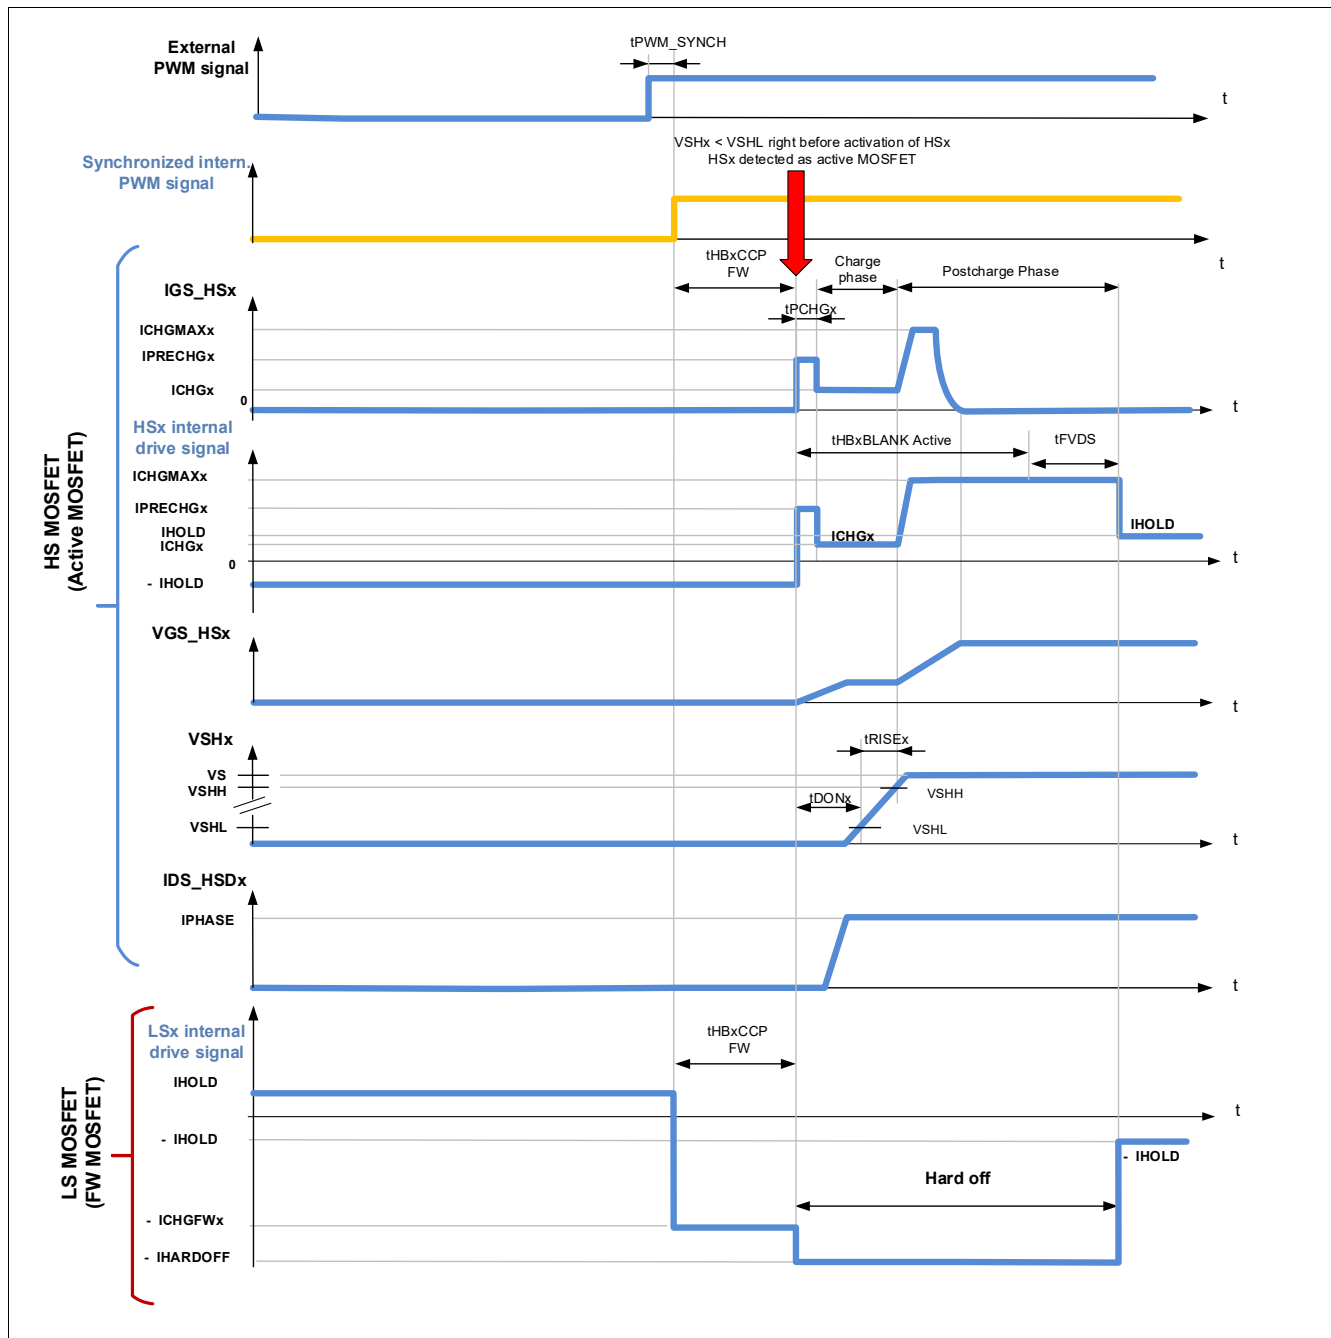 tPWM_SYNCH
External
PWM signal
t
VSHx < VSHL right before activation of HSx
HSx detected as active MOSFET
Synchronized intern.
PWM signal
t
tHBxCCP
FW
Charge
phase
Postcharge Phase
IGS_HSx
tPCHGx
ICHGMAXx
IPRECHGx
ICHGx
0
t
HSx internal
drive signal
tHBxBLANK Active
tFVDS
ICHGMAXx
IPRECHGx
IHOLD
ICHGx
ICHGx
IHOLD
0
t
- IHOLD
HS MOSFET
(Active MOSFET)
VGS_HSx
t
VSHx
tRISEx
VS
VSHH
tDONx
VSHH
VSHL
VSHL
t
IDS_HSDx
IPHASE
t
LSx internal
drive signal
tHBxCCP
FW
IHOLD
t
- IHOLD
- IHOLD
LS MOSFET
(FW MOSFET)
Hard off
- ICHGFWx
- IHARDOFF